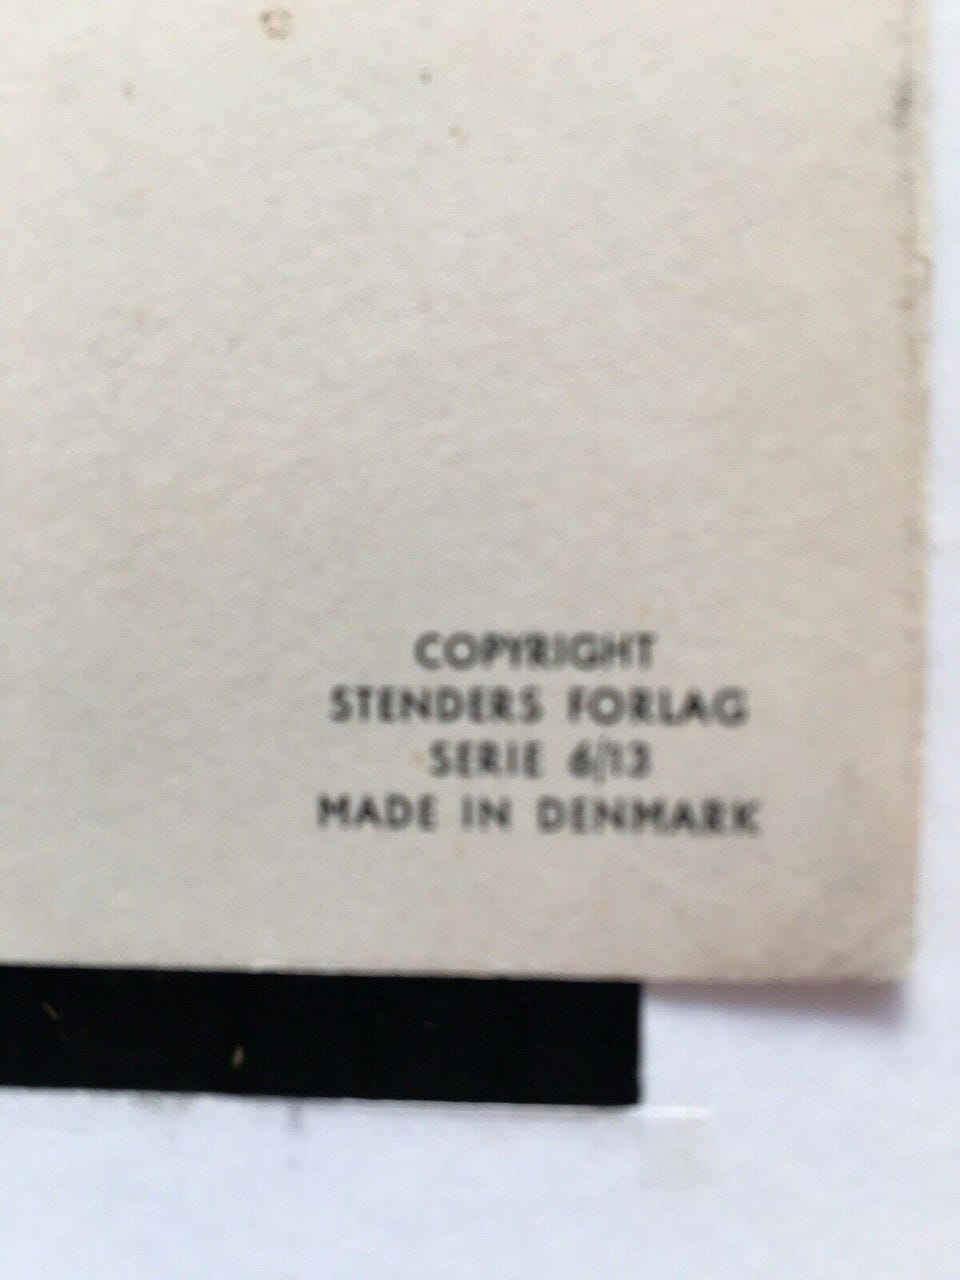 COPYRIGHT
STENDERS FORLAG
SERIE 6/13
MADE IN DENMARK